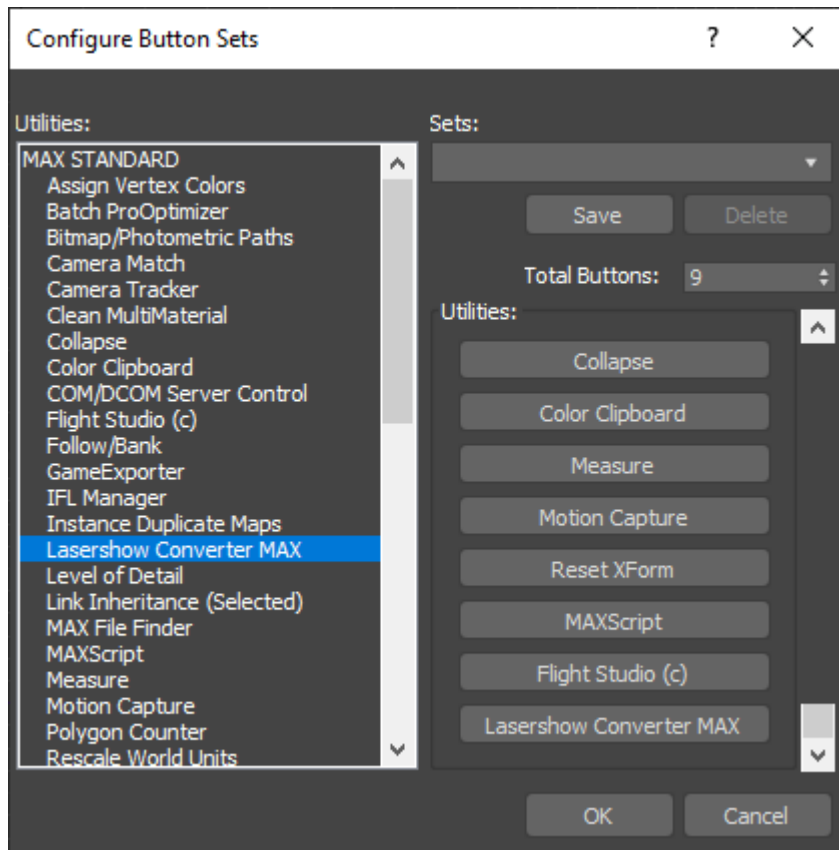 Configure Button Sets
?
Utilities:
MAX STANDARD
Assign Vertex Colors
Batch ProOptimizer
Bitmap/Photometric Paths
Camera Match
Camera Tracker
Clean MultiMaterial
Collapse
Color Clipboard
COM/DCOM Server Control
Flight Studio (c)
Follow/Bank
GameExporter
IFL Manager
Instance Duplicate Maps
Lasershow Converter MAX
Level of Detail
Link Inheritance (Selected)
MAX File Finder
MAXScript
Measure
Motion Capture
Polygon Counter
Rescale World Units
Sets:
Save Delete
Total Buttons: 9
Utilities:
Collapse
Color Clipboard
Measure
Motion Capture
Reset XForm
MAXScript
Flight Studio (c)
Lasershow Converter MAX
OK Cancel